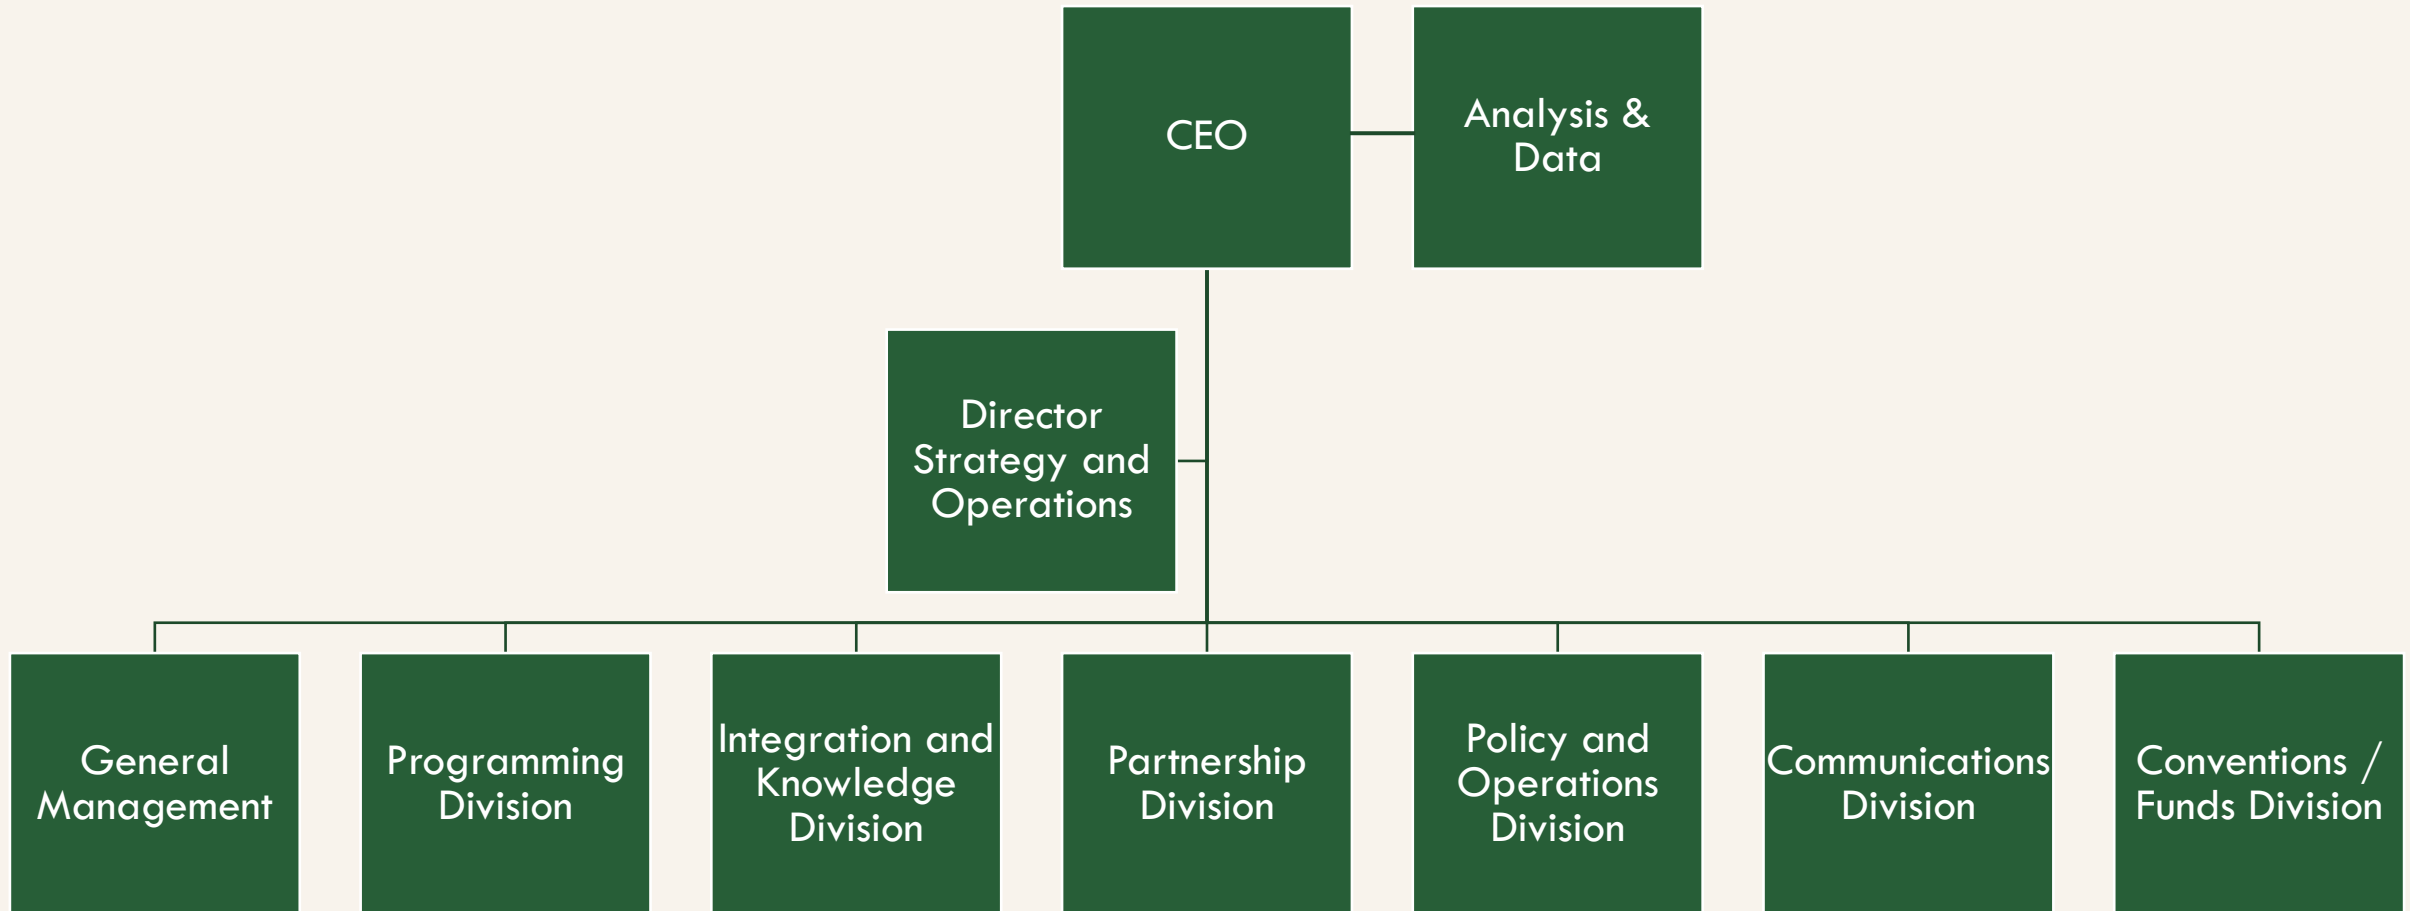 CEO
Analysis &
Data
Director
Strategy and
Operations
General
Management
Programming
Division
Integration and
Knowledge
Division
Partnership
Division
Policy and
Operations
Division
Communications
Division
Conventions /
Funds Division